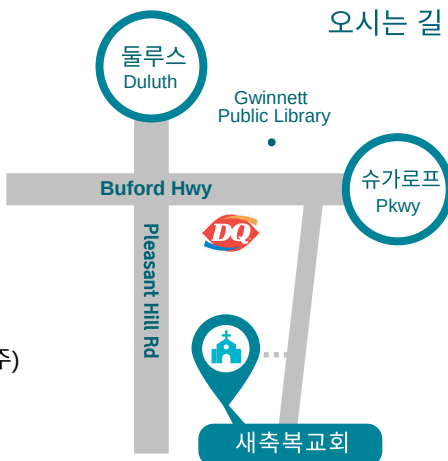 오시는 길
둘루스
Duluth
Gwinnett
Public Library
Buford Hwy
슈가로프
Pkwy
DQ
Pleasant Hill Rd
주)
새축복교회